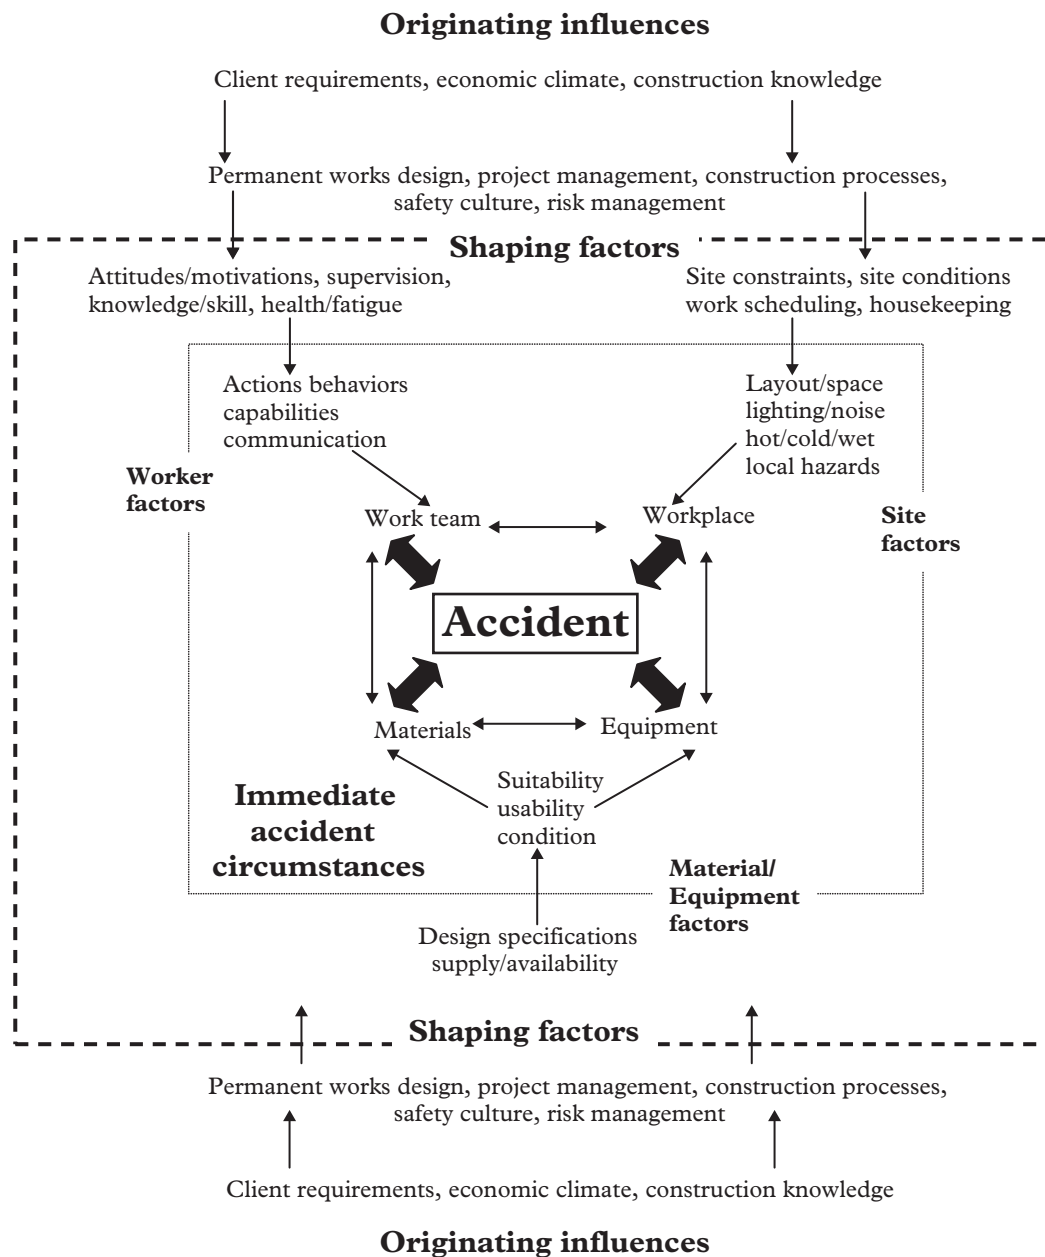 Originating influences
Client requirements, economic climate, construction knowledge
Permanent works design, project management, construction processes,
safety culture, risk management
Shaping factors
Attitudes/motivations, supervision,
knowledge/skill, health/fatigue
Site constraints, site conditions
work scheduling, housekeeping
Actions behaviors
capabilities
communication
Layout/space
lighting/noise
hot/cold/wet
local hazards
Worker
factors
Site
factors
Work team
Workplace
Accident
Materials
Equipment
Suitability
usability
condition
Immediate
accident
circumstances
Material/
Equipment
factors
Design specifications
supply/availability
Shaping factors
Permanent works design, project management, construction processes,
safety culture, risk management
Client requirements, economic climate, construction knowledge
Originating influences